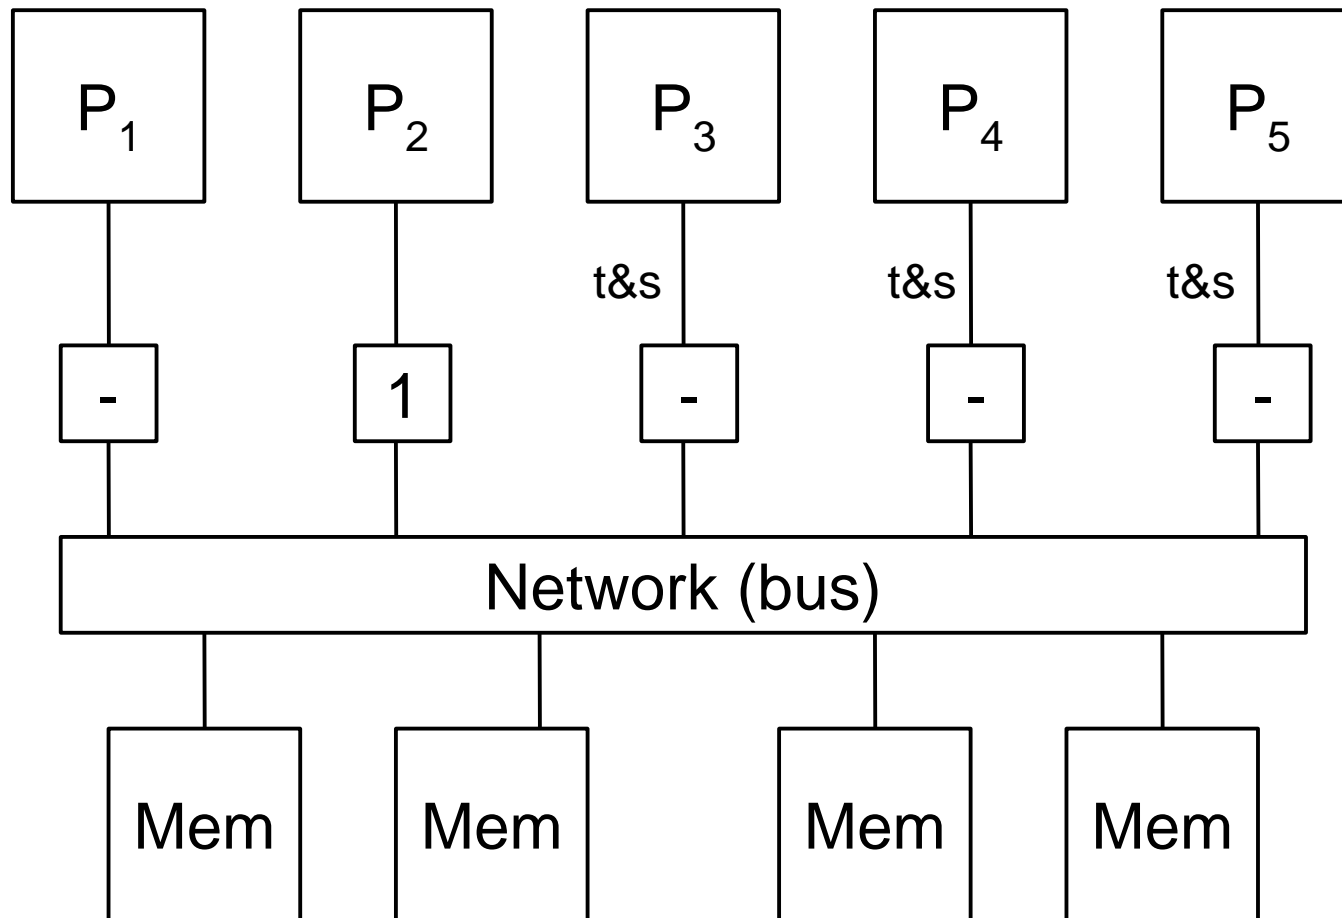 P1 P2 P3 P4 P5
t&s t&s t&s
- 1 - - -
Network (bus)
Mem Mem Mem Mem